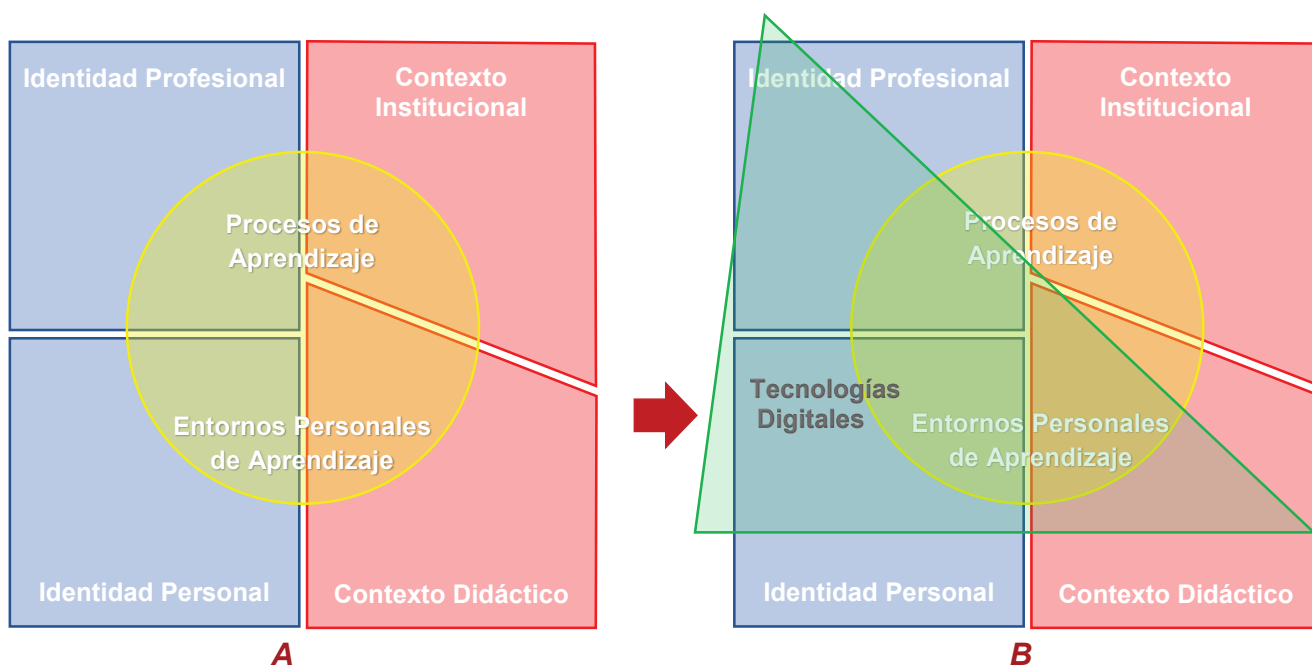 Identidad Profesional
Contexto
Institucional
Procesos de
Aprendizaje
Entornos Personales
de Aprendizaje
Identidad Personal
Contexto Didáctico
A
Identidad Profesional
Contexto
Institucional
Procesos de
Aprendizaje
Tecnologías
Digitales
Entornos Personales
de Aprendizaje
Identidad Personal
Contexto Didáctico
B